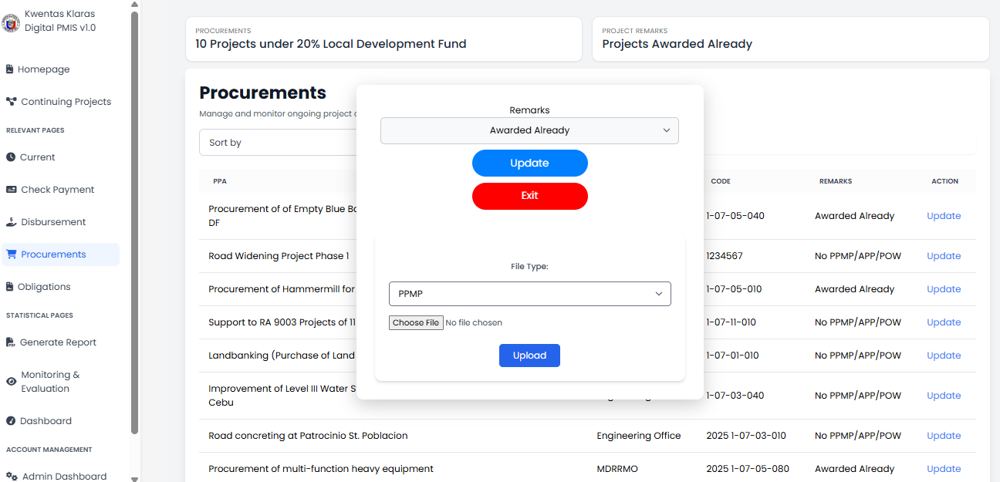 Kwentas Klaras
Digital PMIS v1.0
Homepage
Continuing Projects
RELEVANT PAGES
Current
Check Payment
Disbursement
Procurements
Obligations
STATISTICAL PAGES
Generate Report
Monitoring &
Evaluation
Dashboard
ACCOUNT MANAGEMENT
Admin Dashboard
PROCUREMENTS
10 Projects under 20% Local Development Fund
PROJECT REMARKS
Projects Awarded Already
Procurements
Manage and monitor ongoing project
Sort by
PPA CODE REMARKS ACTION
Procurement of of Empty Blue
DF
1-07-05-040 Awarded Already Update
Road Widening Project Phase 1 1234567 No PPMP/APP/POW Update
Procurement of Hammermill for 1-07-05-010 Awarded Already Update
Support to RA 9003 Projects of 11 1-07-11-010 No PPMP/APP/POW Update
Landbanking (Purchase of Land 1-07-01-010 No PPMP/APP/POW Update
Improvement of Level III Water
Cebu
1-07-03-040 No PPMP/APP/POW Update
Road concreting at Patrocinio St. Poblacion Engineering Office 2025 1-07-03-010 No PPMP/APP/POW Update
Procurement of multi-function heavy equipment MDRRMO 2025 1-07-05-080 Awarded Already Update
Remarks
Awarded Already
Update
Exit
File Type:
PPMP
Choose File No file chosen
Upload